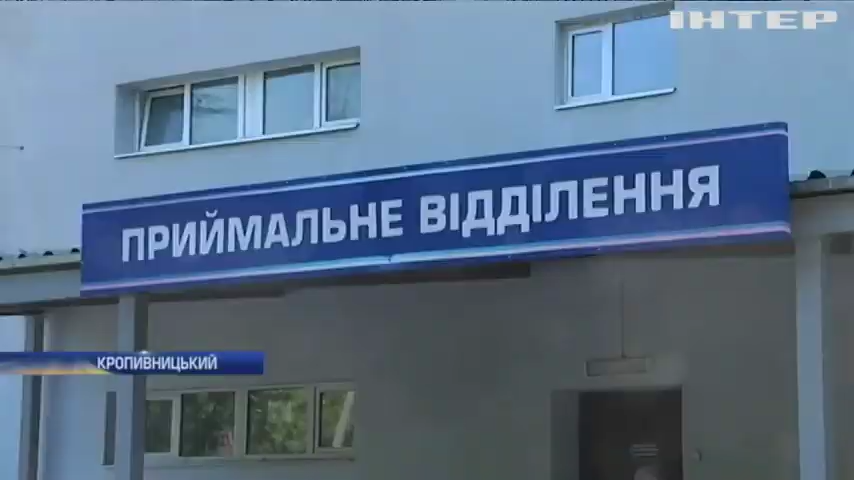 ІНТЕР
ПРИЙМАЛЬНЕ ВІДДІЛЕННЯ
КРОПИВНИЦЬКИЙ